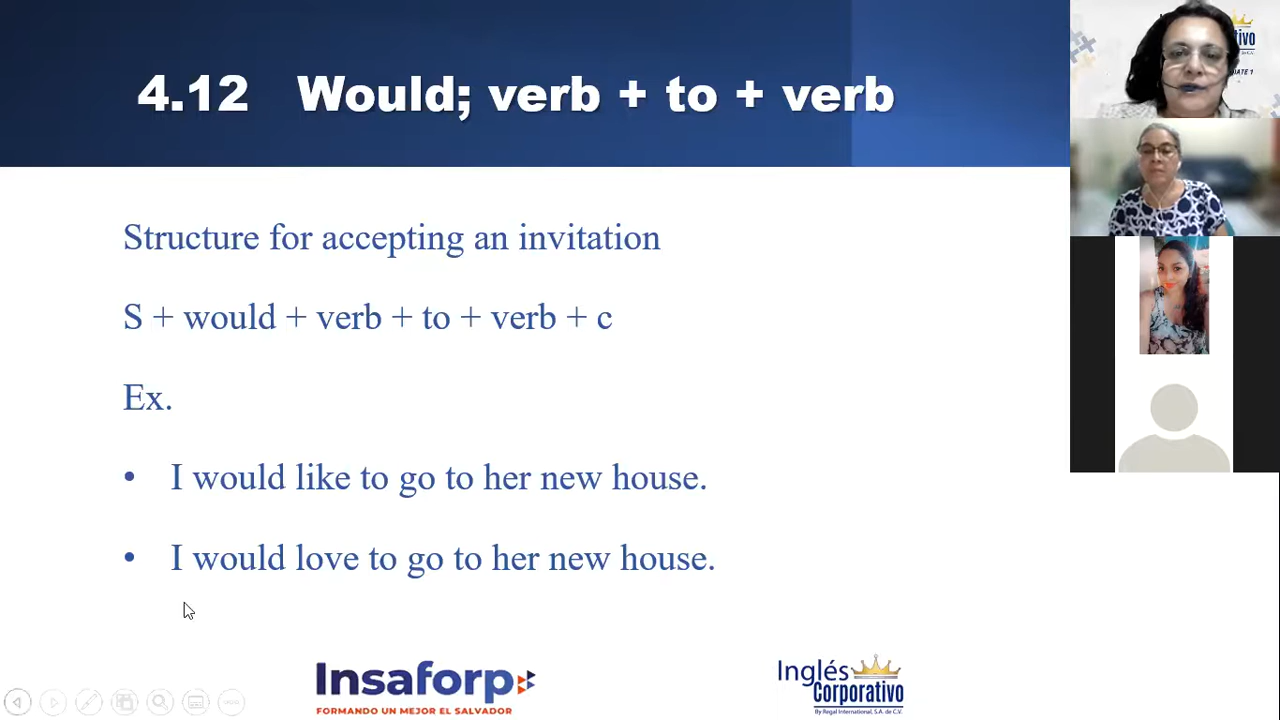 4.12 Would; verb + to + verb
Structure for accepting an invitation
S + would + verb + to + verb + c
Ex.
• I would like to go to her new house.
• I would love to go to her new house.
Insaforp
FORMANDO UN MEJOR EL SALVADOR
Inglés
Corporativo
By Regal International, S.A. de C.V.